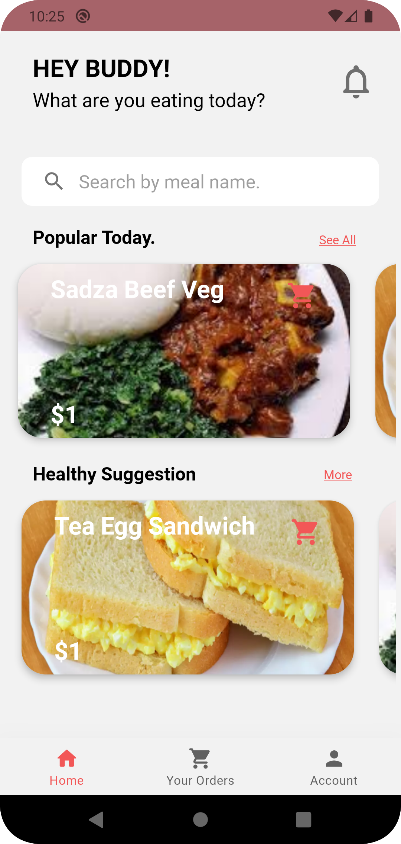 10:25
HEY BUDDY!
What are you eating today?
Search by meal name.
Popular Today.
See All
Sadza Beef Veg
$1
Healthy Suggestion
More
Tea Egg Sandwich
$1
Home
Your Orders
Account